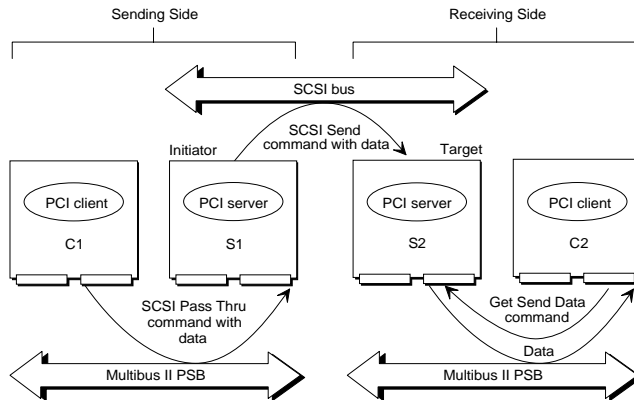 Sending Side
Receiving Side
SCSI bus
Initiator
SCSI Send
command with data
Target
PCI client
PCI server
PCI server
PCI client
C1
S1
S2
C2
SCSI Pass Thru
command with
data
Get Send Data
command
Data
Multibus II PSB
Multibus II PSB